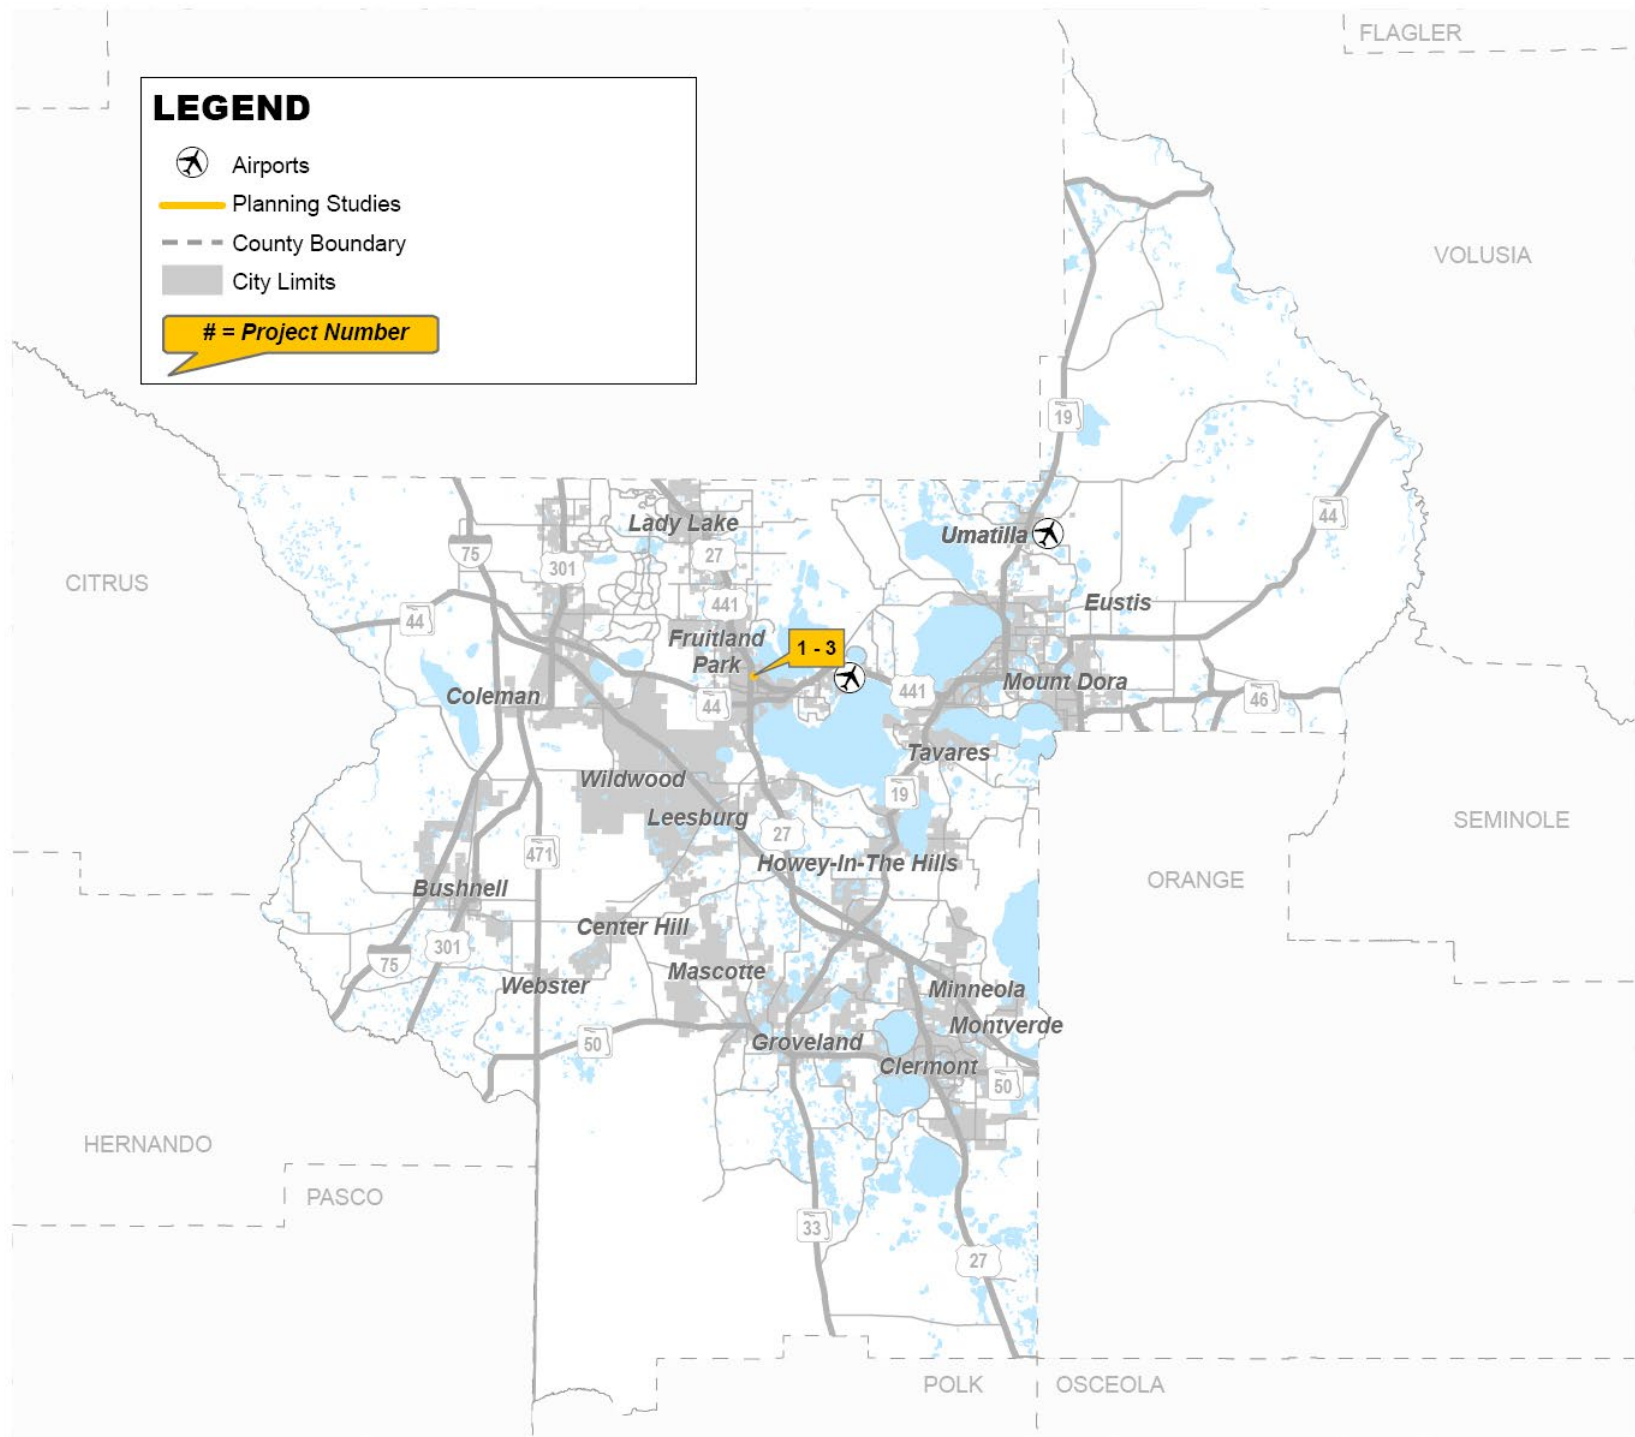 FLAGLER
LEGEND
Airports
Planning Studies
County Boundary
City Limits
# = Project Number
VOLUSIA
19
44
Lady Lake
Umatilla
75
27
301
CITRUS
441
Eustis
44
Fruitland
Park
1 - 3
Mount Dora
441
46
Coleman
44
Tavares
Wildwood
19
Leesburg
SEMINOLE
27
471
Howey-In-The Hills
ORANGE
Bushnell
Center Hill
301
75
Mascotte
Webster
Minneola
Montverde
50
Groveland
Clermont
50
HERNANDO
PASCO
33
27
POLK
OSCEOLA